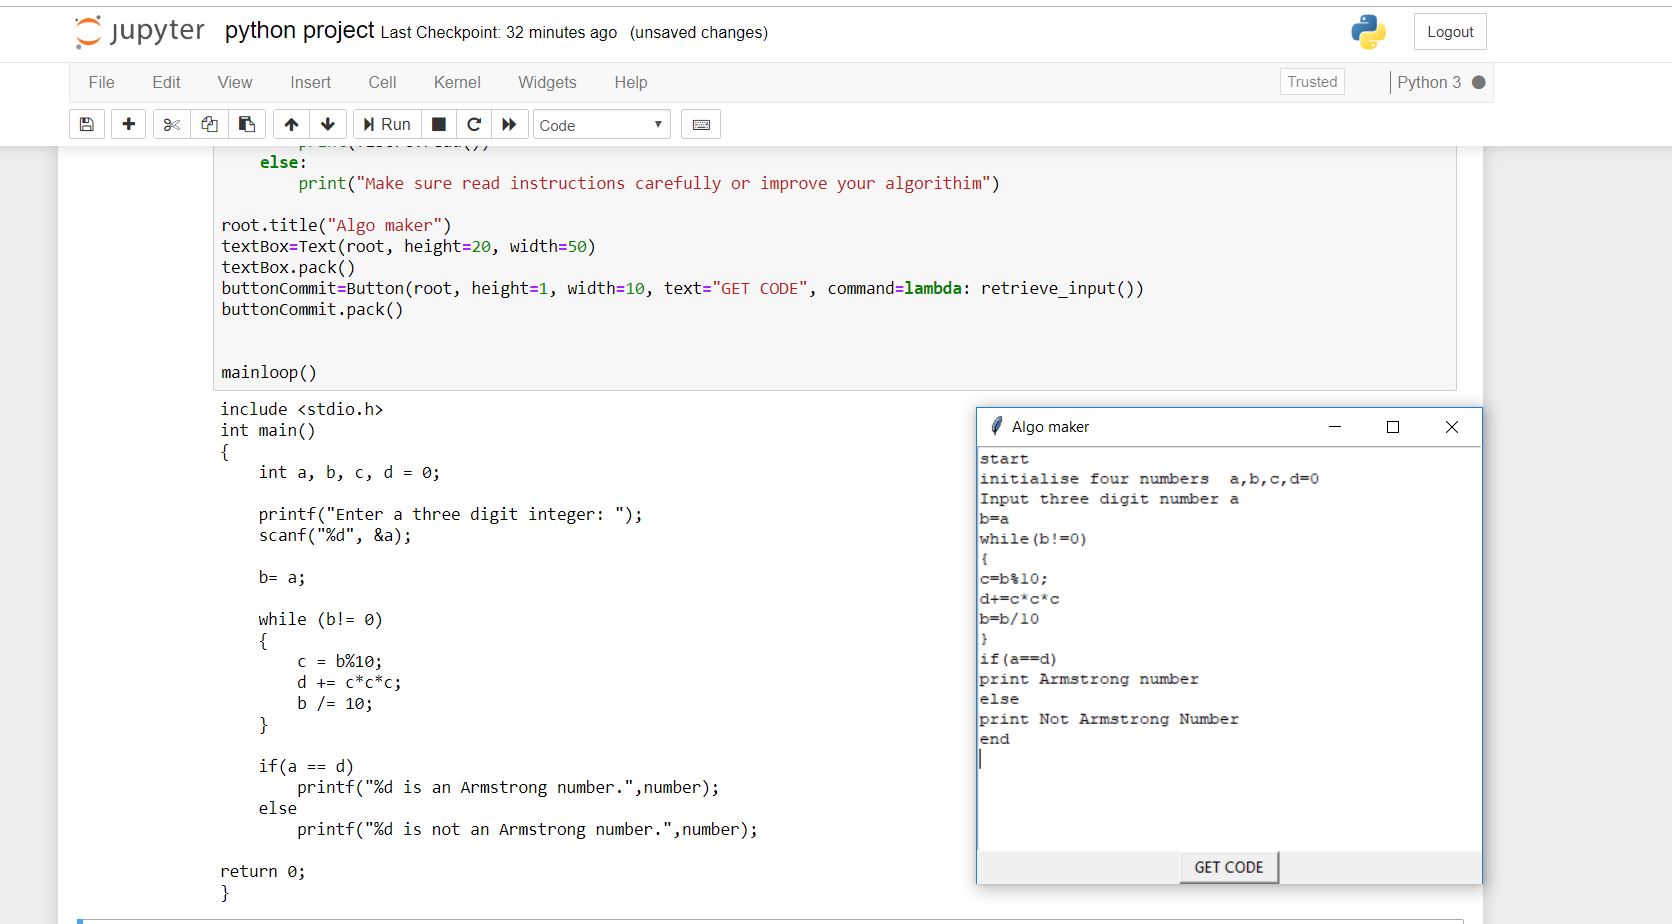 jupyter python project Last Checkpoint: 32 minutes ago (unsaved changes)
Logout
File Edit View Insert Cell Kernel Widgets Help
Trusted
Python 3
Run
Code
else:
print("Make sure read instructions carefully or improve your algorithim")
root.title("Algo maker")
textBox=Text(root, height=20, width=50)
textBox.pack()
buttonCommit=Button(root, height=1, width=10, text="GET CODE", command=lambda: retrieve_input())
buttonCommit.pack()
mainloop()
include <stdio.h>
int main()
{
int a, b, c, d = 0;
printf("Enter a three digit integer: ");
scanf("%d", &a);
b= a;
while (b!= 0)
{
c = b%10;
d += c*c*c;
b /= 10;
}
if(a == d)
printf("%d is an Armstrong number.",number);
else
printf("%d is not an Armstrong number.",number);
return 0;
}
Algo maker
start
initialise four numbers  a,b,c,d=0
Input three digit number a
b=a
while(b!=0)
{
c=b%10;
d+=c*c*c
b=b/10
}
if(a==d)
print Armstrong number
else
print Not Armstrong Number
end
GET CODE